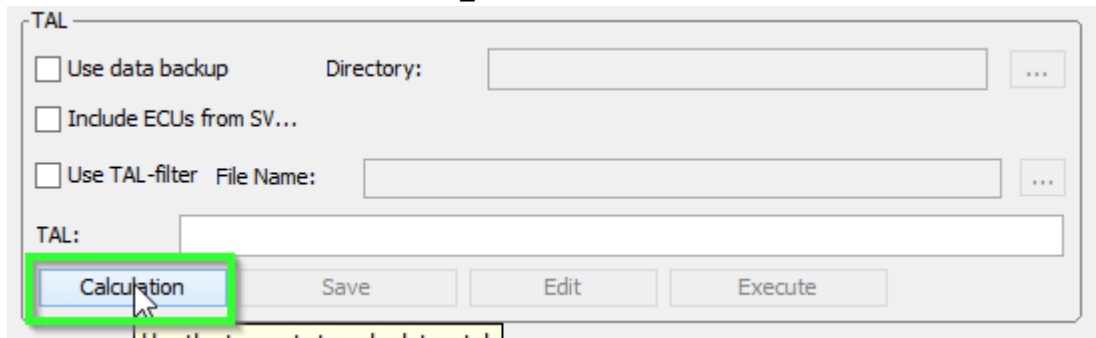 TAL
Use data backup Directory: ...
Include ECUs from SV...
Use TAL-filter File Name: ...
TAL:
Calculation Save Edit Execute